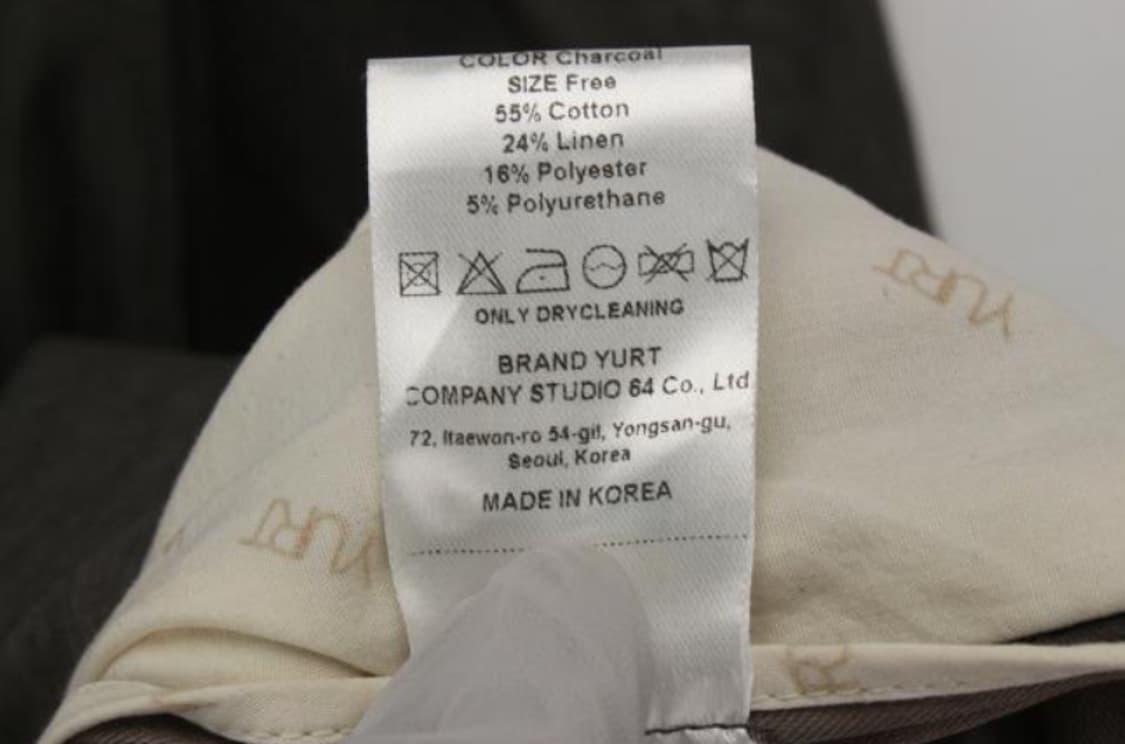 COLOR Charcoal
SIZE Free
55% Cotton
24% Linen
16% Polyester
5% Polyurethane
ONLY DRYCLEANING
BRAND YURT
COMPANY STUDIO 64 Co., Ltd
72, Itaewon-ro 54-gil, Yongsan-gu,
Seoul, Korea
MADE IN KOREA
YURT
YURT